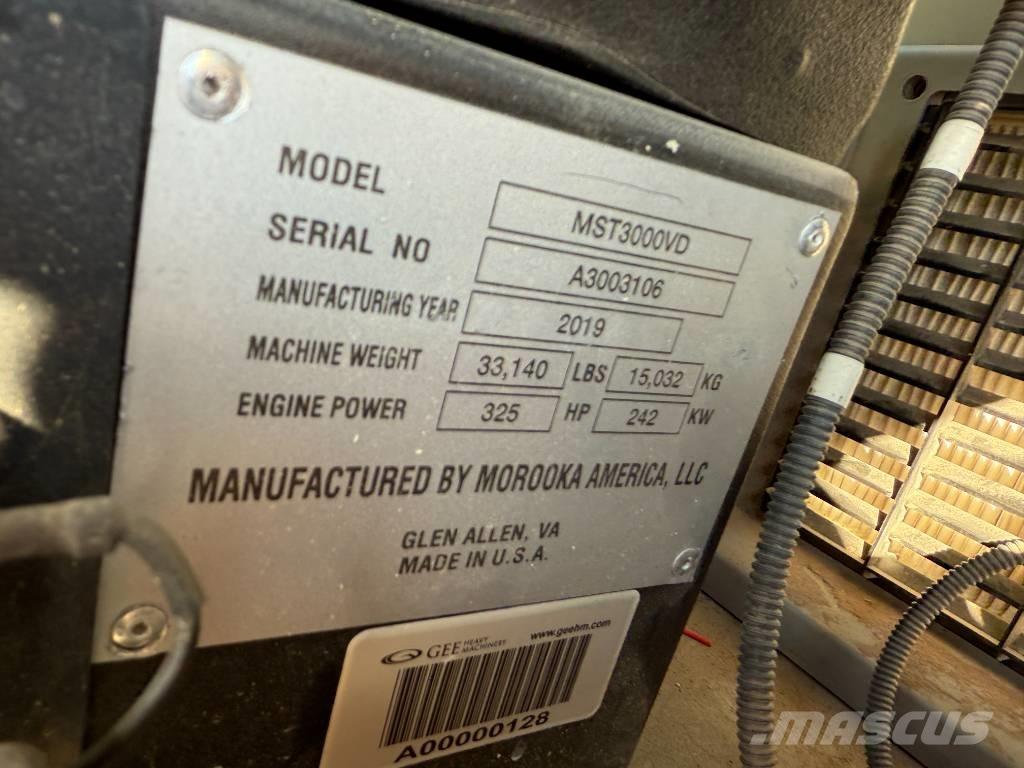 MODEL MST3000VD
SERIAL NO A3003106
MANUFACTURING YEAR 2019
MACHINE WEIGHT 33,140 LBS 15,032 KG
ENGINE POWER 325 HP 242 KW
MANUFACTURED BY MOROOKA AMERICA, LLC
GLEN ALLEN, VA
MADE IN U.S.A.
GEE HEAVY MACHINERY www.geehm.com
A00000128
MASCUS